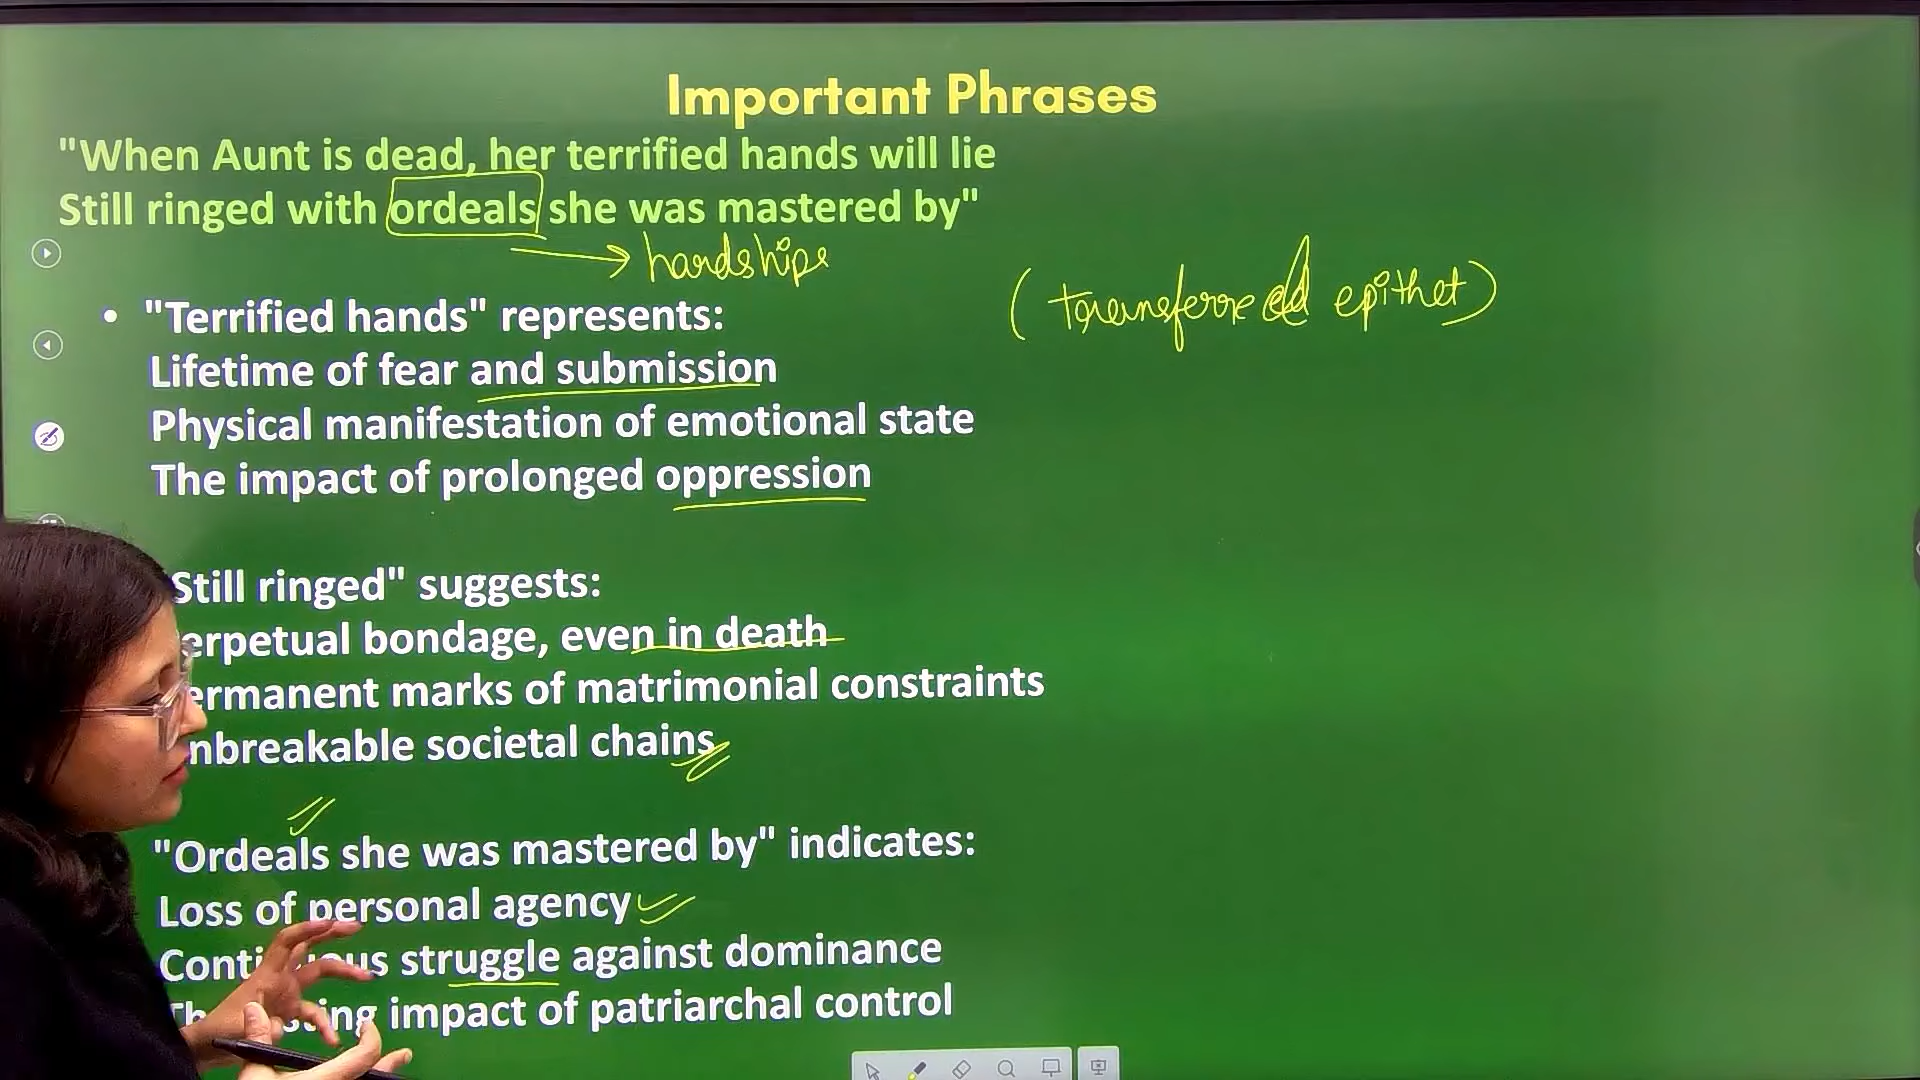 Important Phrases
"When Aunt is dead, her terrified hands will lie
Still ringed with ordeals she was mastered by"
hardships
(transferred epithet)
• "Terrified hands" represents:
Lifetime of fear and submission
Physical manifestation of emotional state
The impact of prolonged oppression
Still ringed" suggests:
erpetual bondage, even in death
ermanent marks of matrimonial constraints
nbreakable societal chains
"Ordeals she was mastered by" indicates:
Loss of personal agency
struggle against dominance
impact of patriarchal control